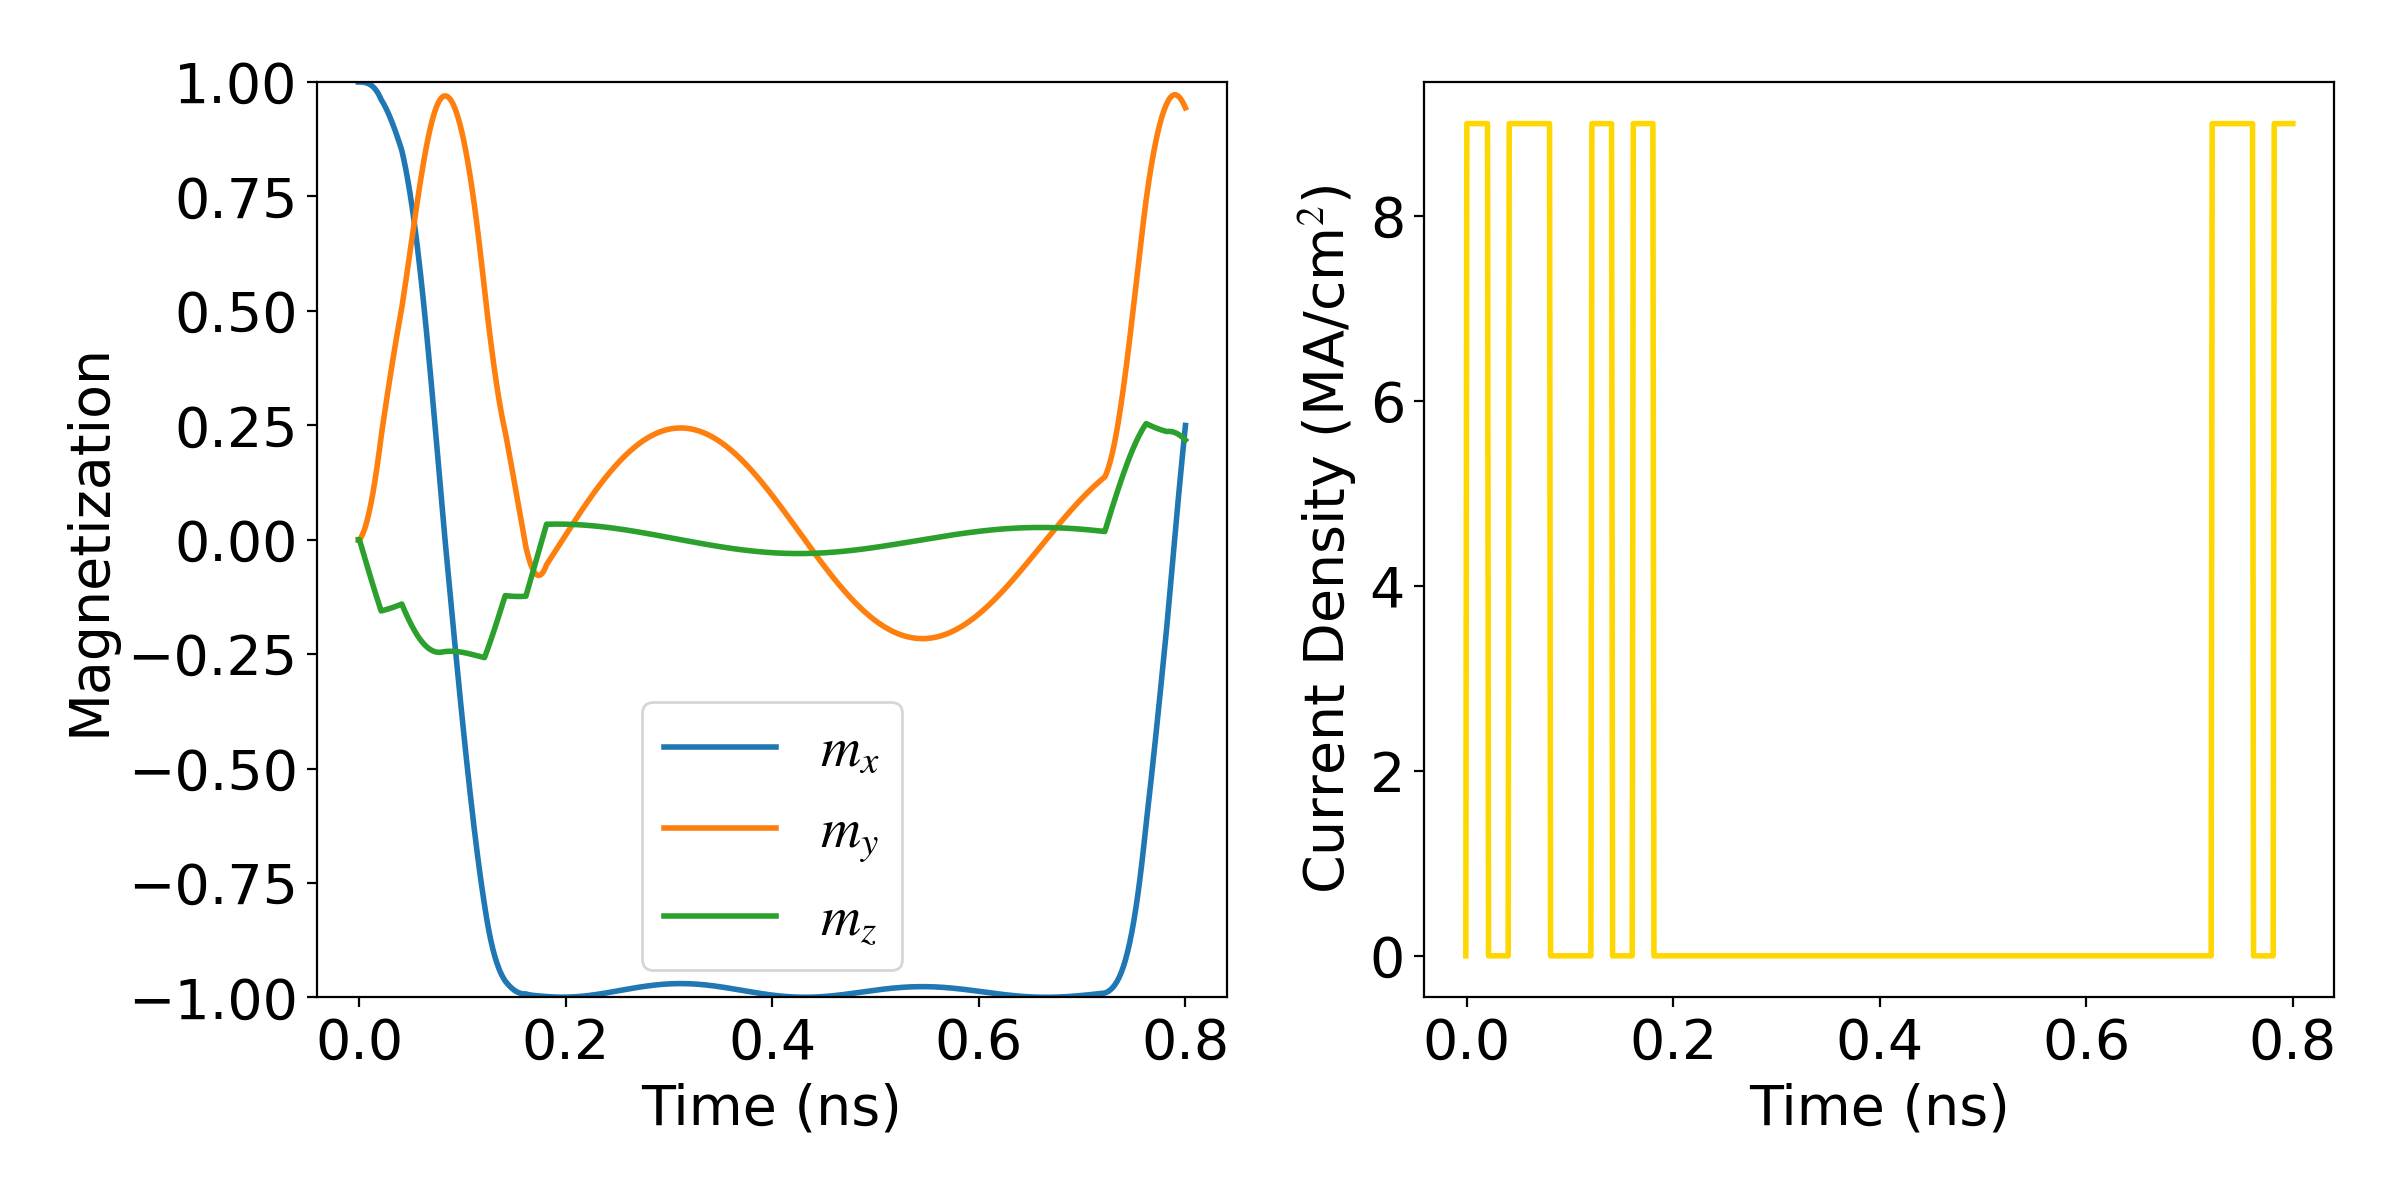 Magnetization
1.00
0.75
0.50
0.25
0.00
−0.25
−0.50
−0.75
−1.00
0.0 0.2 0.4 0.6 0.8
Time (ns)
m_x
m_y
m_z
Current Density (MA/cm²)
8
6
4
2
0
0.0 0.2 0.4 0.6 0.8
Time (ns)